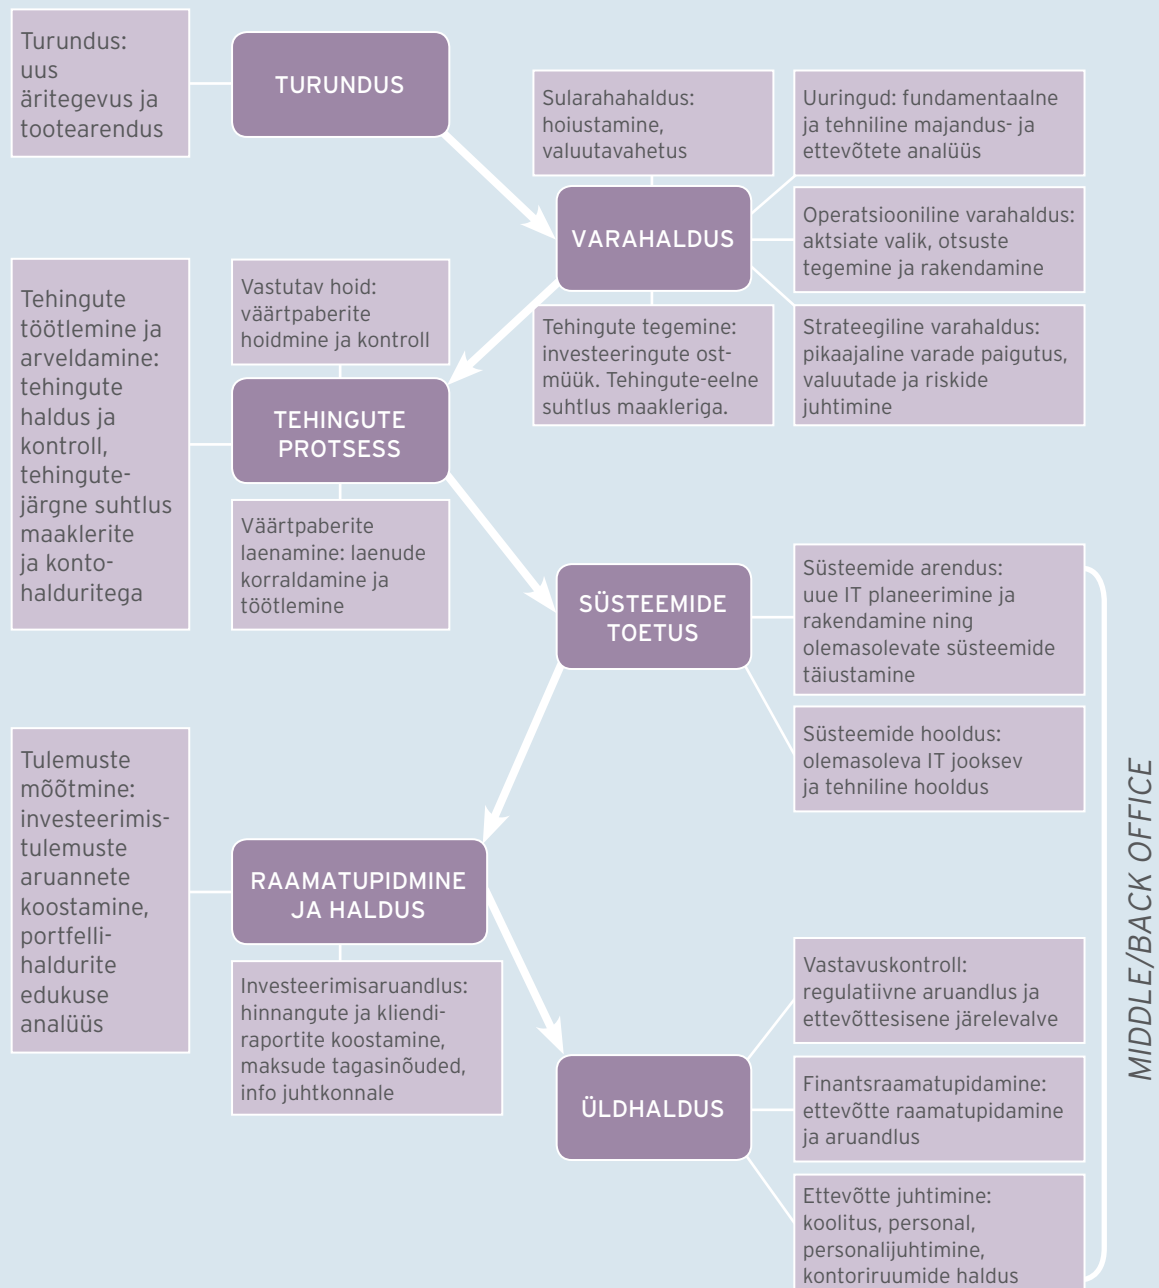 Turundus:
uus
äritegevus ja
tootearendus
TURUNDUS
Sularahahaldus:
hoiustamine,
valuutavahetus
Uuringud: fundamentaalne
ja tehniline majandus- ja
ettevõtete analüüs
VARAHALDUS
Operatsiooniline varahaldus:
aktsiate valik, otsuste
tegemine ja rakendamine
Tehingute tegemine:
investeeringute ost-
müük. Tehingute-eelne
suhtlus maakleriga.
Strateegiline varahaldus:
pikaajaline varade paigutus,
valuutade ja riskide
juhtimine
Tehingute
töötlemine ja
arveldamine:
tehingute
haldus ja
kontroll,
tehingute-
järgne suhtlus
maaklerite
ja konto-
halduritega
Vastutav hoid:
väärtpaberite
hoidmine ja kontroll
TEHINGUTE
PROTSESS
Väärtpaberite
laenamine: laenude
korraldamine ja
töötlemine
SÜSTEEMIDE
TOETUS
Süsteemide arendus:
uue IT planeerimine ja
rakendamine ning
olemasolevate süsteemide
täiustamine
Süsteemide hooldus:
olemasoleva IT jooksev
ja tehniline hooldus
Tulemuste
mõõtmine:
investeerimis-
tulemuste
aruannete
koostamine,
portfelli-
haldurite
edukuse
analüüs
RAAMATUPIDMINE
JA HALDUS
Investeerimisaruandlus:
hinnangute ja kliendi-
raportite koostamine,
maksude tagasinõuded,
info juhtkonnale
ÜLDHALDUS
Vastavuskontroll:
regulatiivne aruandlus ja
ettevõttesisene järelevalve
Finantsraamatupidamine:
ettevõtte raamatupidamine
ja aruandlus
Ettevõtte juhtimine:
koolitus, personal,
personalijuhtimine,
kontoriruumide haldus
MIDDLE/BACK OFFICE